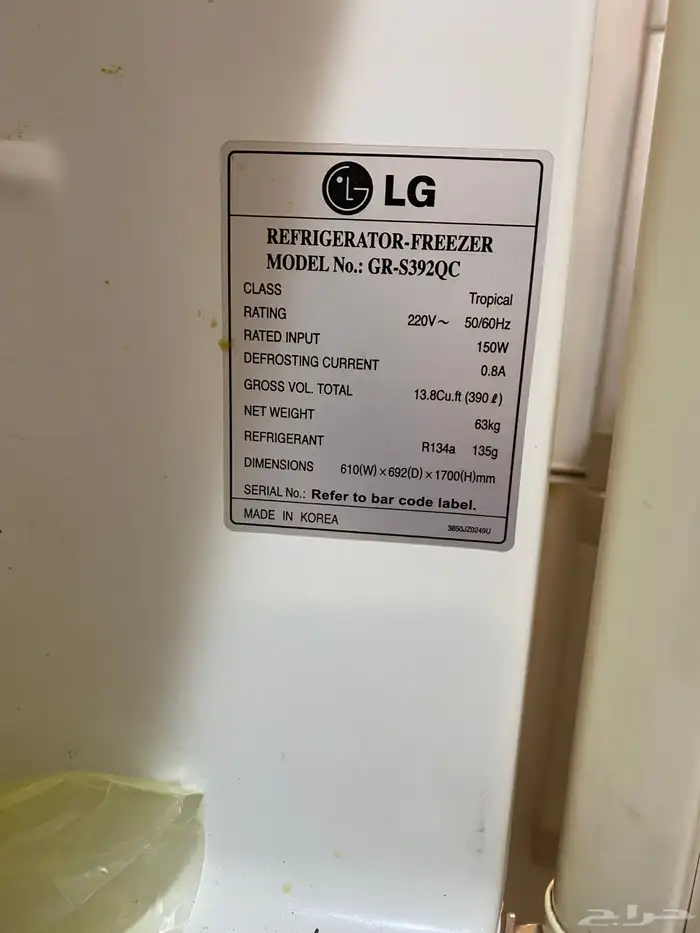 LG
REFRIGERATOR-FREEZER
MODEL No.: GR-S392QC
CLASS Tropical
RATING 220V~ 50/60Hz
RATED INPUT 150W
DEFROSTING CURRENT 0.8A
GROSS VOL. TOTAL 13.8Cu.ft (390 ℓ)
NET WEIGHT 63kg
REFRIGERANT R134a 135g
DIMENSIONS 610(W)×692(D)×1700(H)mm
SERIAL No.: Refer to bar code label.
MADE IN KOREA 3850JZ0249U
حراج